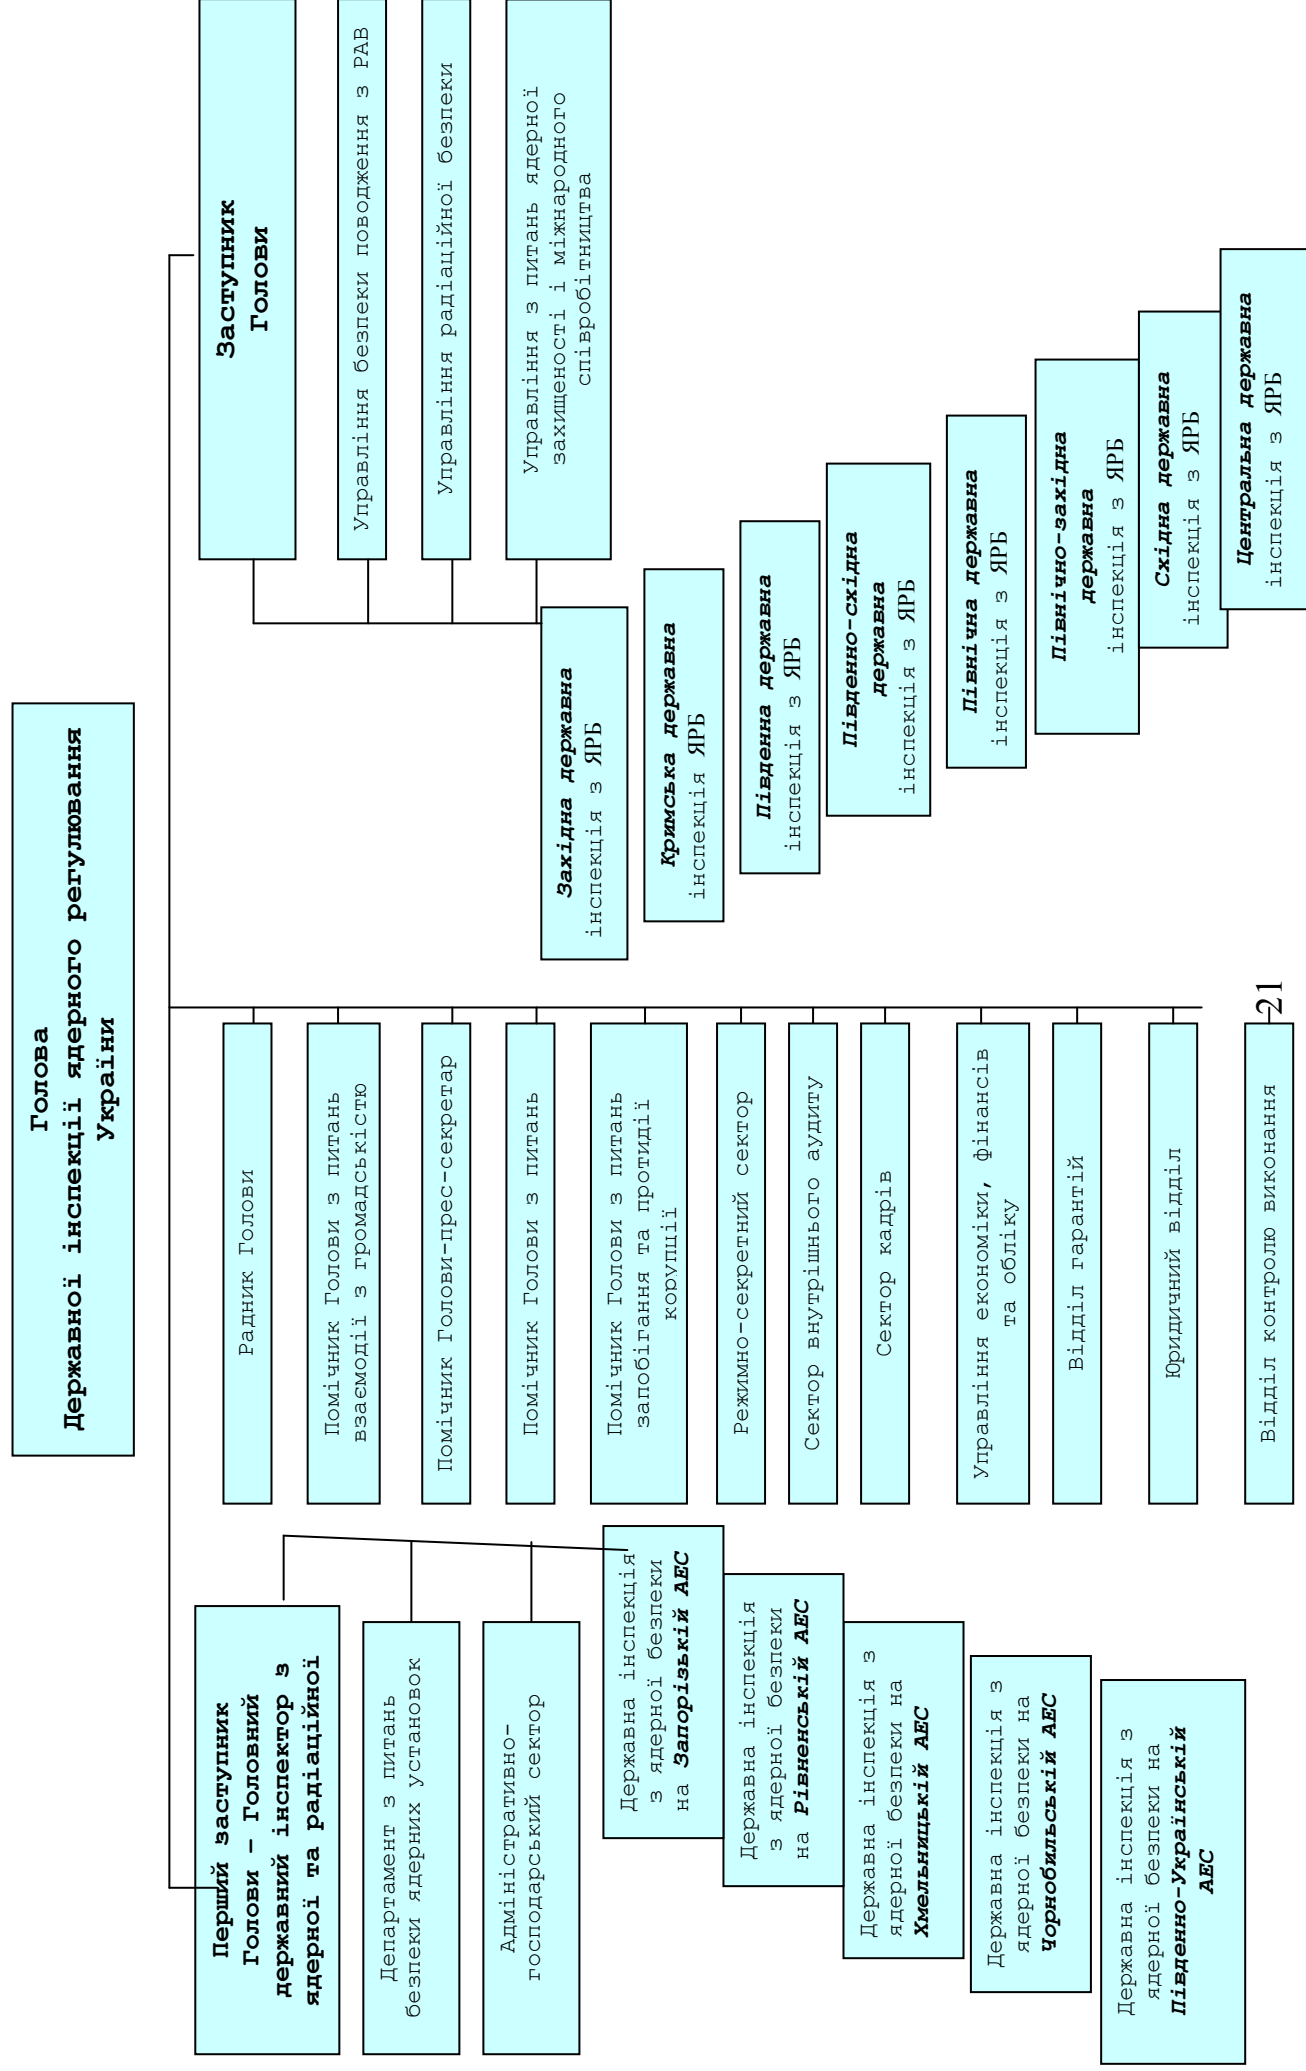 Голова
Державної інспекції ядерного регулювання
України
Перший заступник
Голови – Головний
державний інспектор з
ядерної та радіаційної
Департамент з питань
безпеки ядерних установок
Адміністративно-
господарський сектор
Державна інспекція
з ядерної безпеки
на Запорізькій АЕС
Державна інспекція
з ядерної безпеки
на Рівненській АЕС
Державна інспекція з
ядерної безпеки на
Хмельницькій АЕС
Державна інспекція з
ядерної безпеки на
Чорнобильській АЕС
Державна інспекція з
ядерної безпеки на
Південно-Українській
АЕС
Радник Голови
Помічник Голови з питань
взаємодії з громадськістю
Помічник Голови-прес-секретар
Помічник Голови з питань
Помічник Голови з питань
запобігання та протидії
корупції
Режимно-секретний сектор
Сектор внутрішнього аудиту
Сектор кадрів
Управління економіки, фінансів
та обліку
Відділ гарантій
Юридичний відділ
Відділ контролю виконання
Заступник
Голови
Управління безпеки поводження з РАВ
Управління радіаційної безпеки
Управління з питань ядерної
захищеності і міжнародного
співробітництва
Західна державна
інспекція з ЯРБ
Кримська державна
інспекція ЯРБ
Південна державна
інспекція з ЯРБ
Південно-східна
державна
інспекція з ЯРБ
Північна державна
інспекція з ЯРБ
Північно-західна
державна
інспекція з ЯРБ
Східна державна
інспекція з ЯРБ
Центральна державна
інспекція з ЯРБ
21